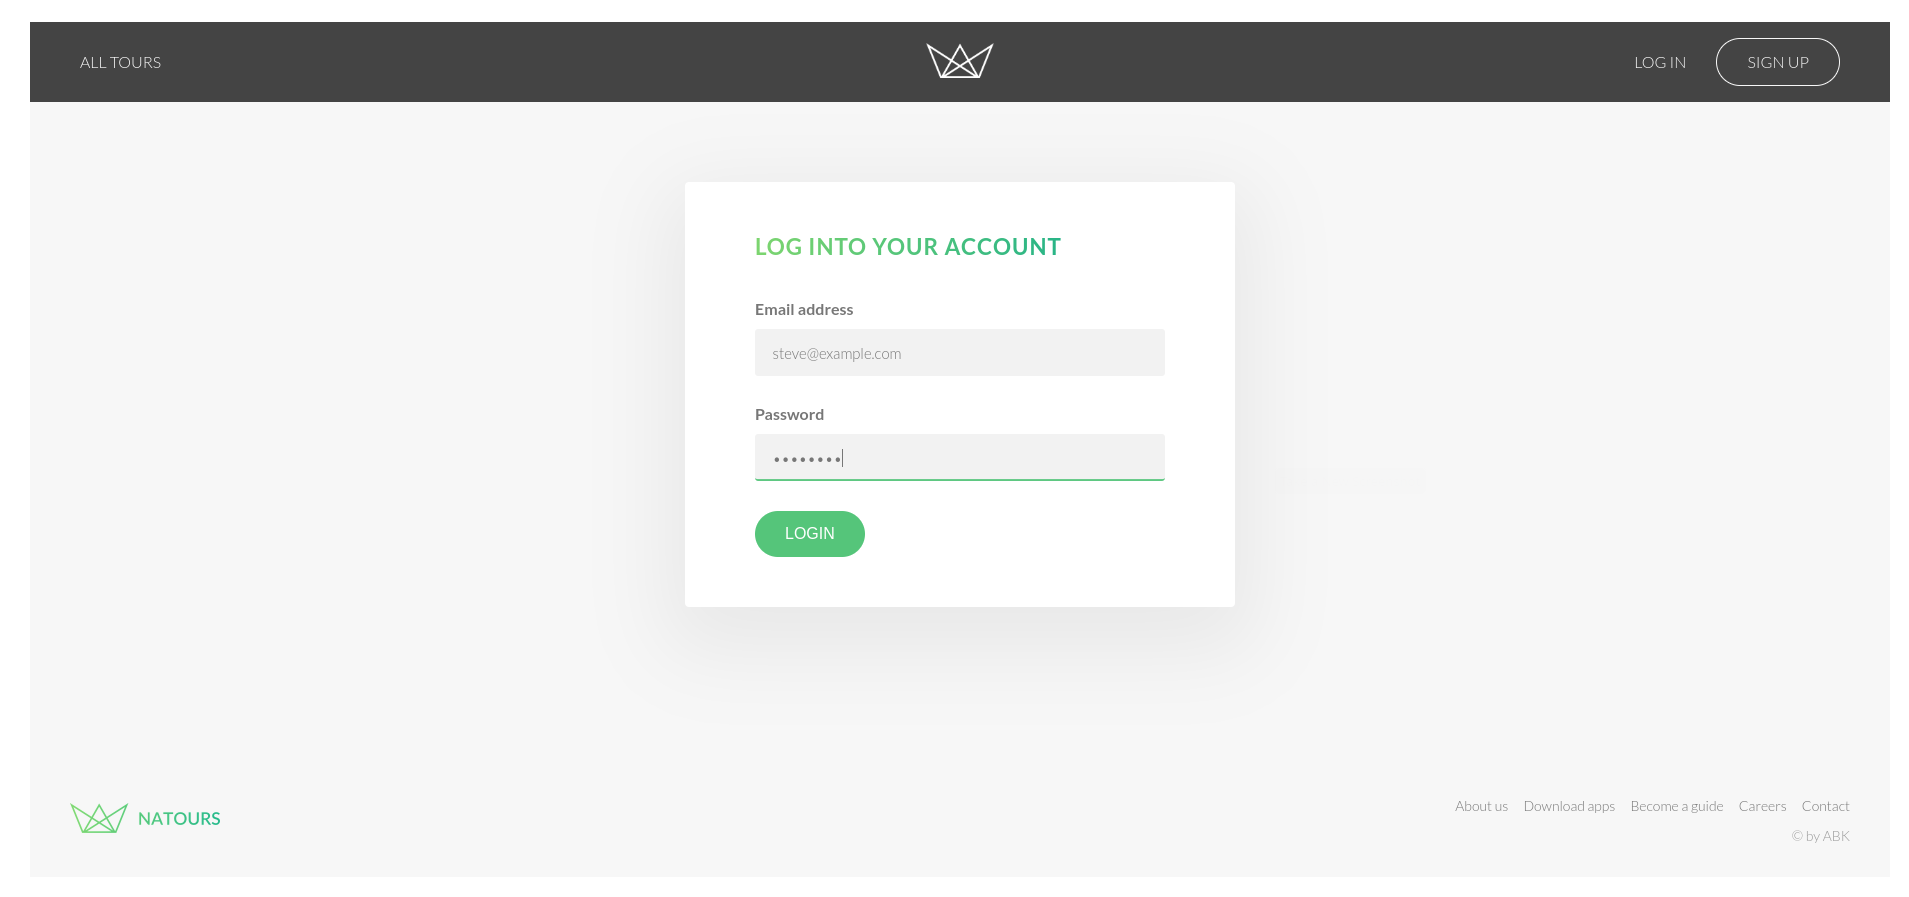 ALL TOURS
LOG IN
SIGN UP
LOG INTO YOUR ACCOUNT
Email address
steve@example.com
Password
••••••••
LOGIN
NATOURS
About us Download apps Become a guide Careers Contact
© by ABK